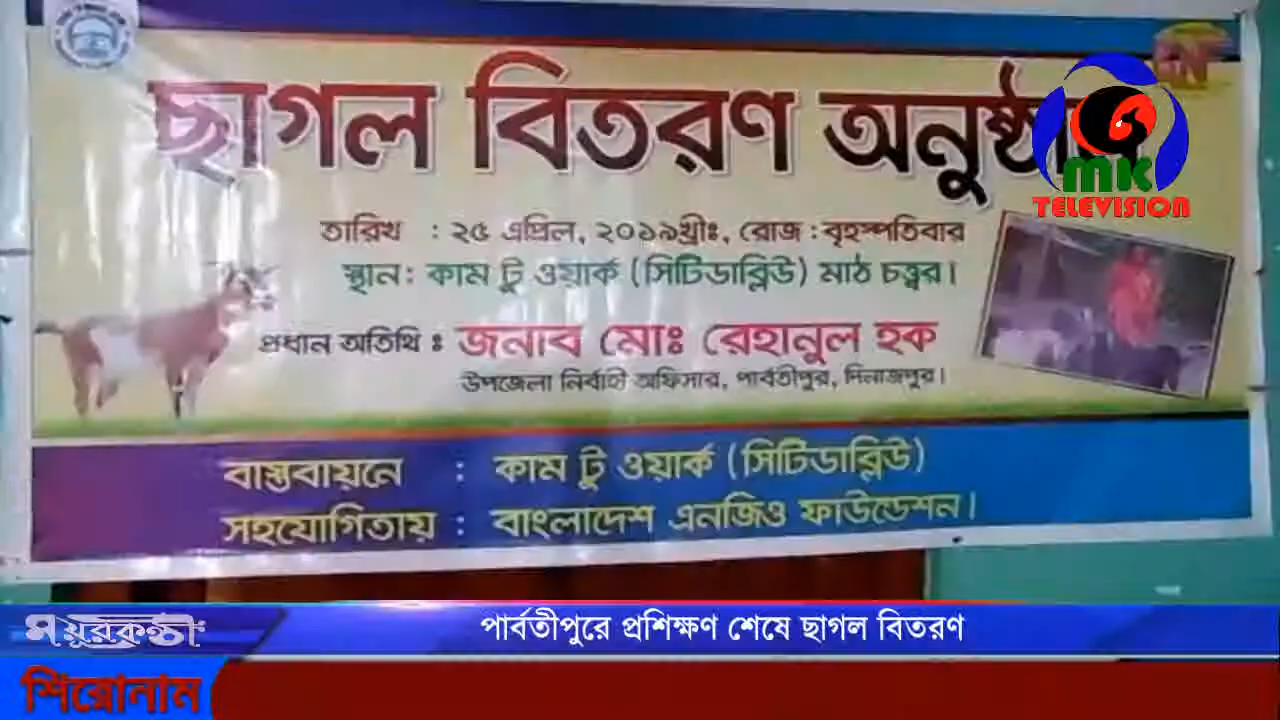 ছাগল বিতরণ অনুষ্ঠান
MK
TELEVISION
তারিখ : ২৫ এপ্রিল, ২০১৯খ্রীঃ, রোজ : বৃহস্পতিবার
স্থান: কাম টু ওয়ার্ক (সিটিডাব্লিউ) মাঠ চত্ত্বর।
প্রধান অতিথি : জনাব মোঃ রেহানুল হক
উপজেলা নির্বাহী অফিসার, পার্বতীপুর, দিনাজপুর।
বাস্তবায়নে : কাম টু ওয়ার্ক (সিটিডাব্লিউ)
সহযোগিতায় : বাংলাদেশ এনজিও ফাউন্ডেশন।
ময়ূরকণ্ঠী
পার্বতীপুরে প্রশিক্ষণ শেষে ছাগল বিতরণ
শিরোনাম